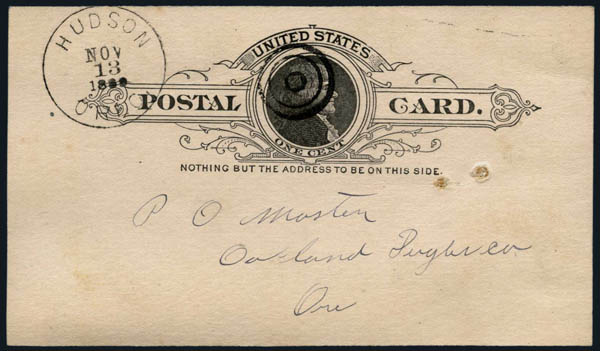 HUDSON
NOV
13
UNITED STATES
POSTAL CARD.
ONE CENT
NOTHING BUT THE ADDRESS TO BE ON THIS SIDE.
P O Master
Oakland
Ore